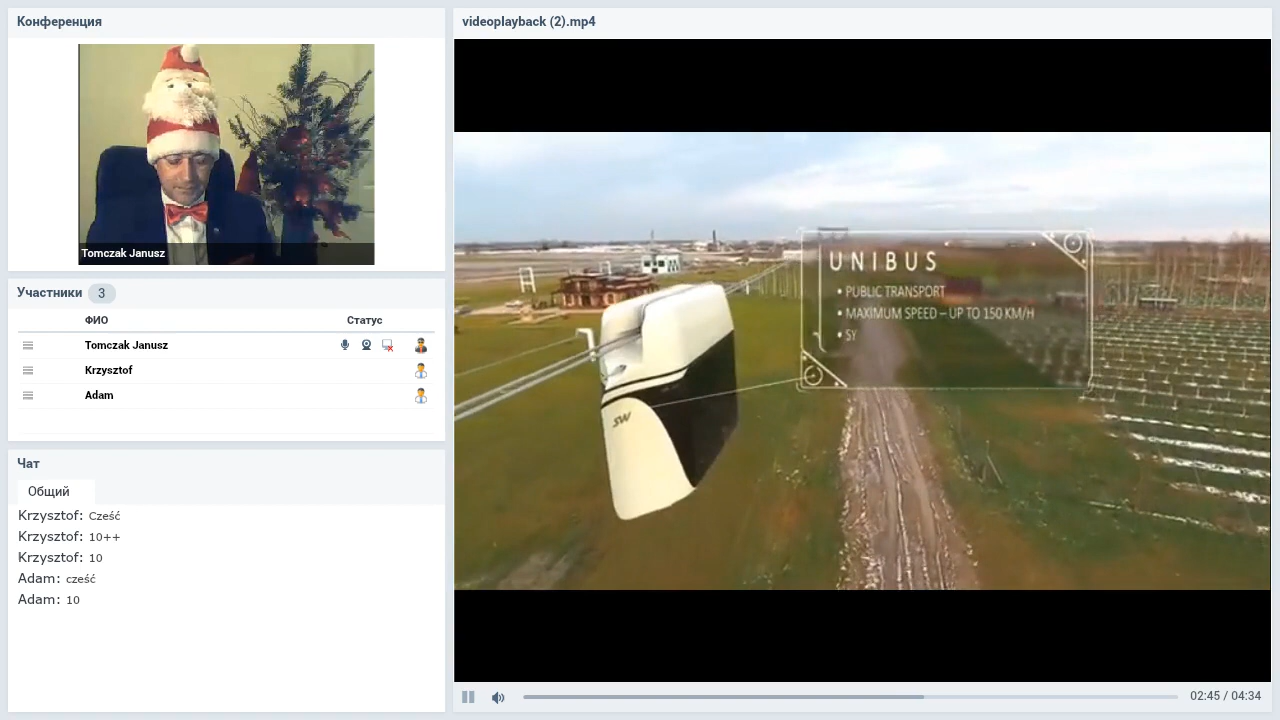 Конференция
Tomczak Janusz
Участники 3
ФИО Статус
Tomczak Janusz
Krzysztof
Adam
Чат
Общий
Krzysztof: Cześć
Krzysztof: 10++
Krzysztof: 10
Adam: cześć
Adam: 10
videoplayback (2).mp4
UNIBUS
• PUBLIC TRANSPORT
• MAXIMUM SPEED – UP TO 150 KM/H
• SY
SW
02:45 / 04:34